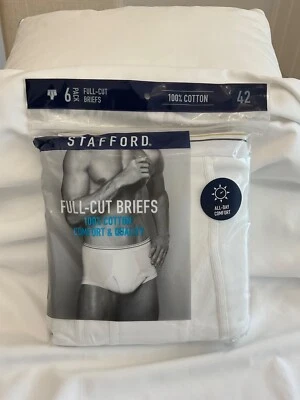 6 PACK
FULL-CUT
BRIEFS
100% COTTON
42
STAFFORD
FULL-CUT BRIEFS
100% COTTON
COMFORT & QUALITY
ALL-DAY
COMFORT